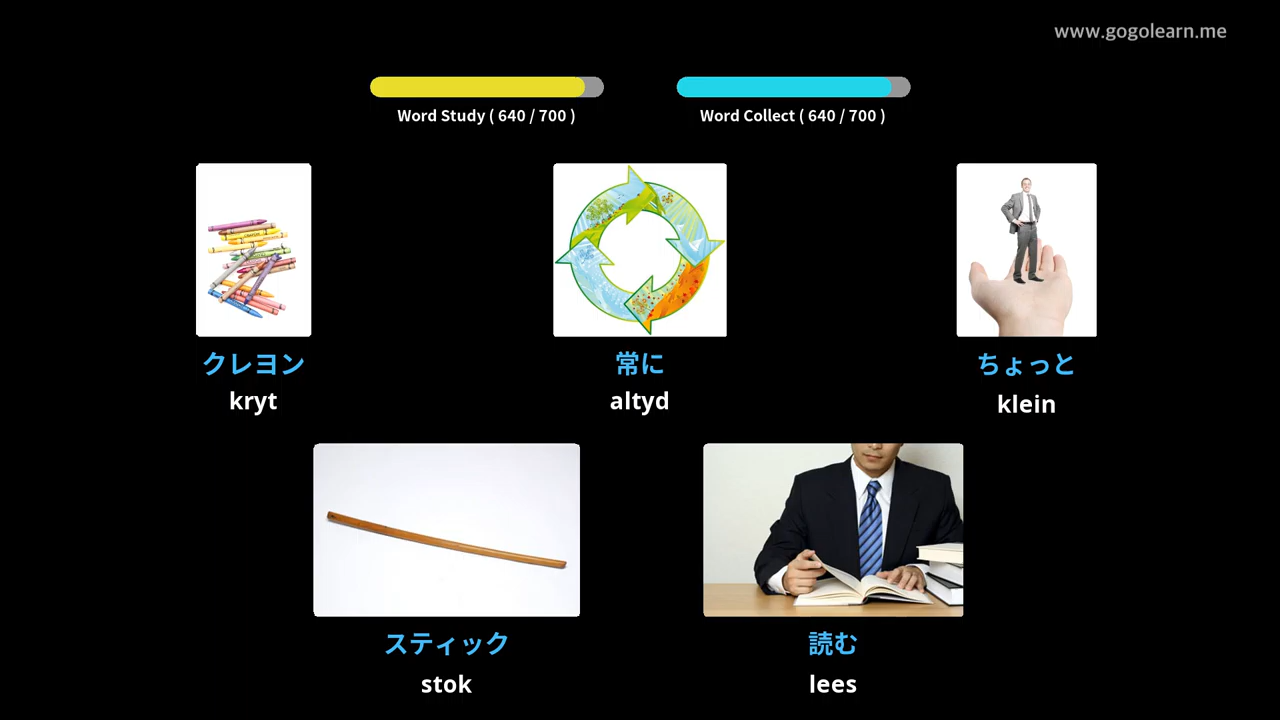 www.gogolearn.me
Word Study ( 640 / 700 )
Word Collect ( 640 / 700 )
クレヨン
kryt
常に
altyd
ちょっと
klein
スティック
stok
読む
lees